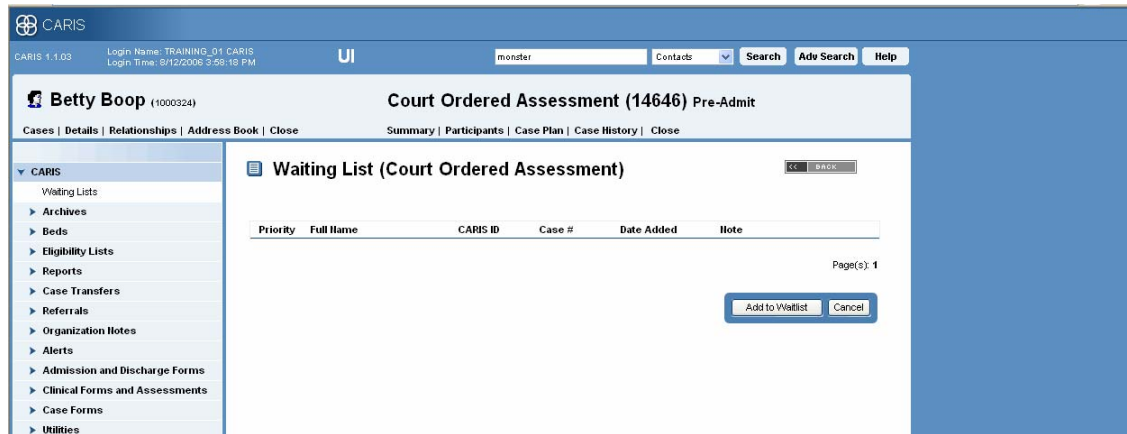 CARIS
CARIS 1.1.03
Login Name: TRAINING_01 CARIS
Login Time: 8/12/2006 3:58:18 PM
UI
monster
Contacts
Search
Adv Search
Help
Betty Boop (1000324)
Court Ordered Assessment (14646) Pre-Admit
Cases | Details | Relationships | Address Book | Close
Summary | Participants | Case Plan | Case History | Close
CARIS
Waiting Lists
Archives
Beds
Eligibility Lists
Reports
Case Transfers
Referrals
Organization Notes
Alerts
Admission and Discharge Forms
Clinical Forms and Assessments
Case Forms
Utilities
Waiting List (Court Ordered Assessment)
<< BACK
Priority Full Name CARIS ID Case # Date Added Note
Page(s): 1
Add to Waitlist
Cancel